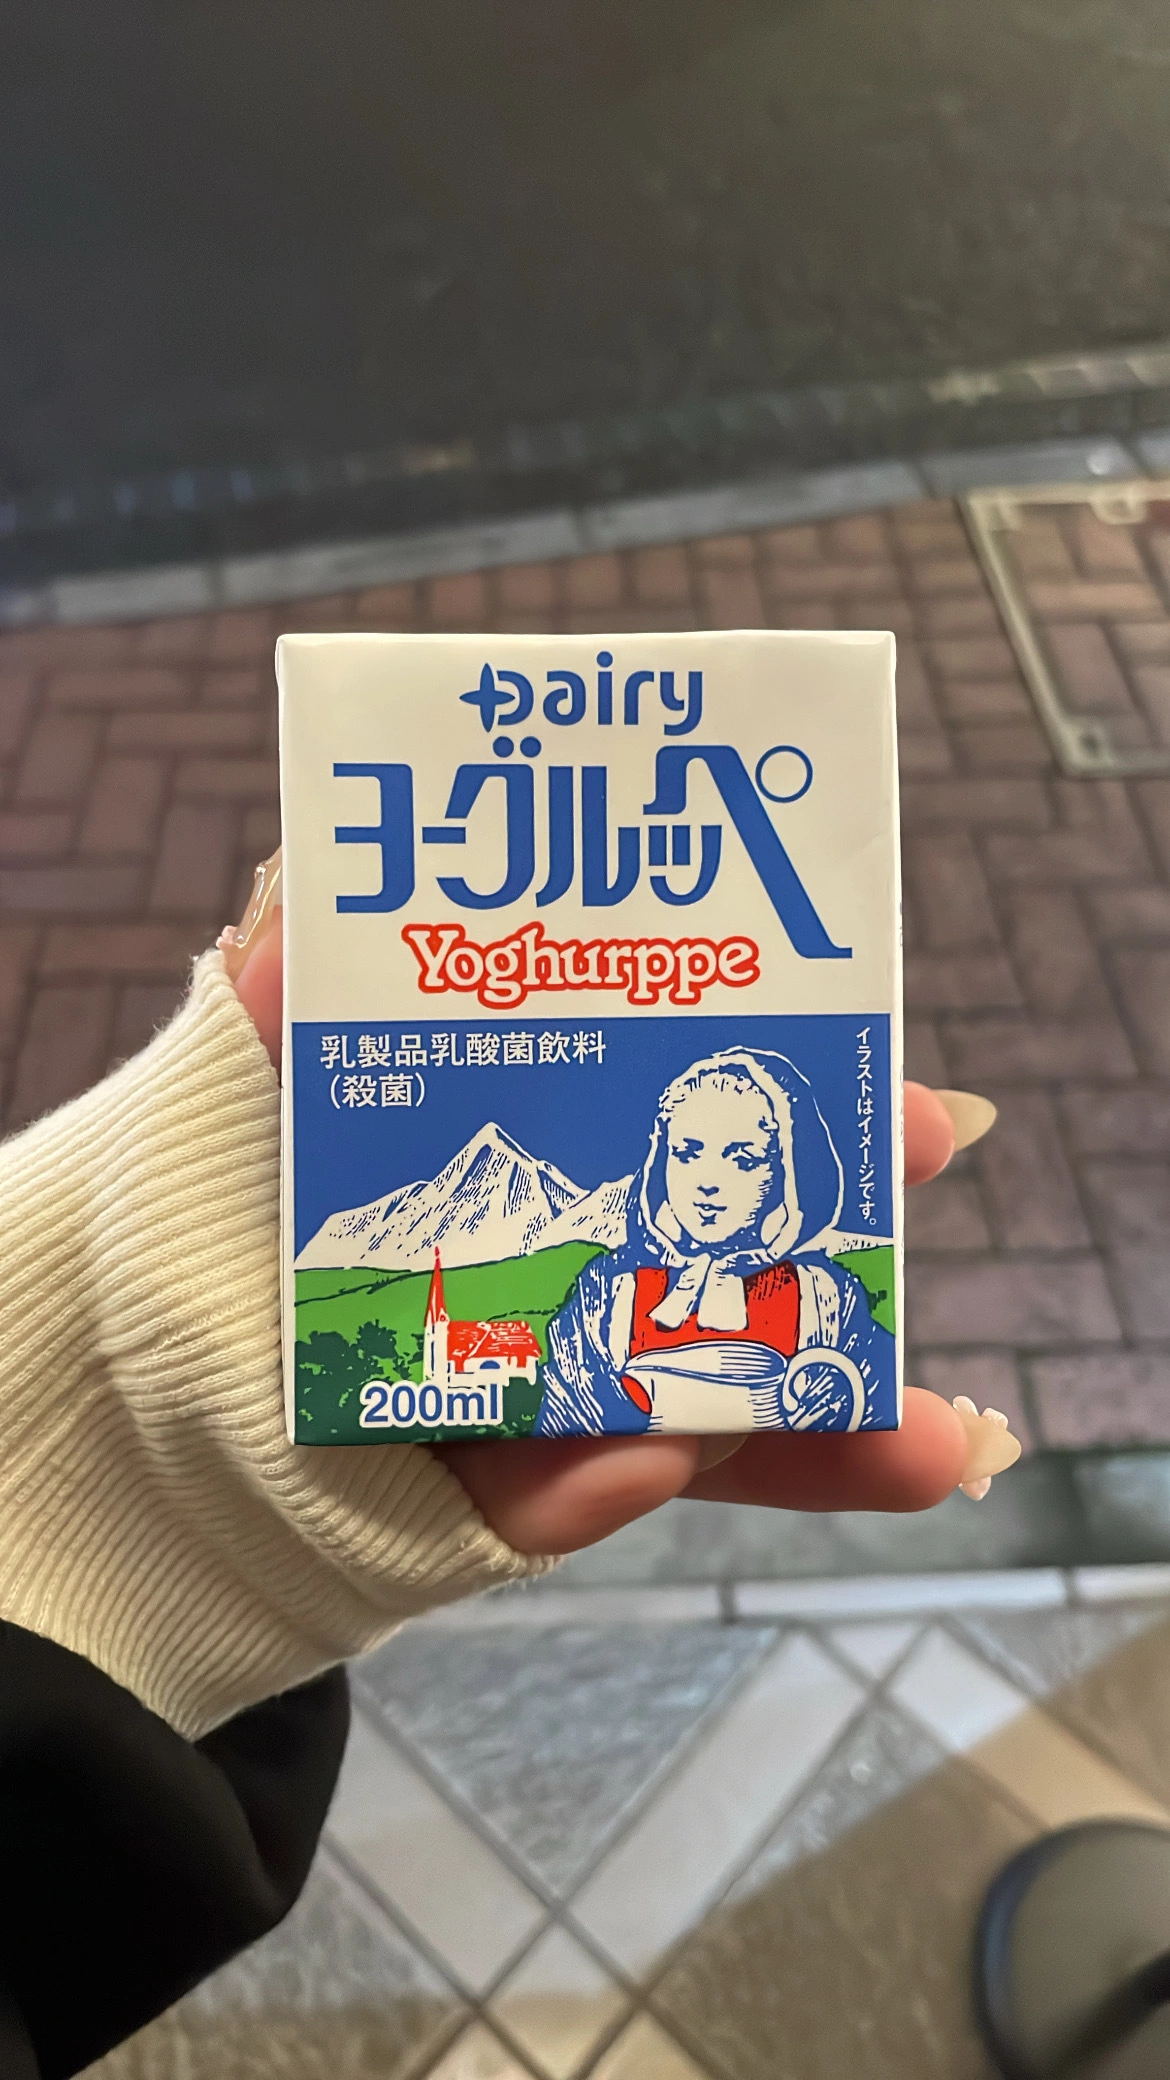 Dairy
ヨーグルッペ
Yoghurppe
乳製品乳酸菌飲料
（殺菌）
イラストはイメージです。
200ml